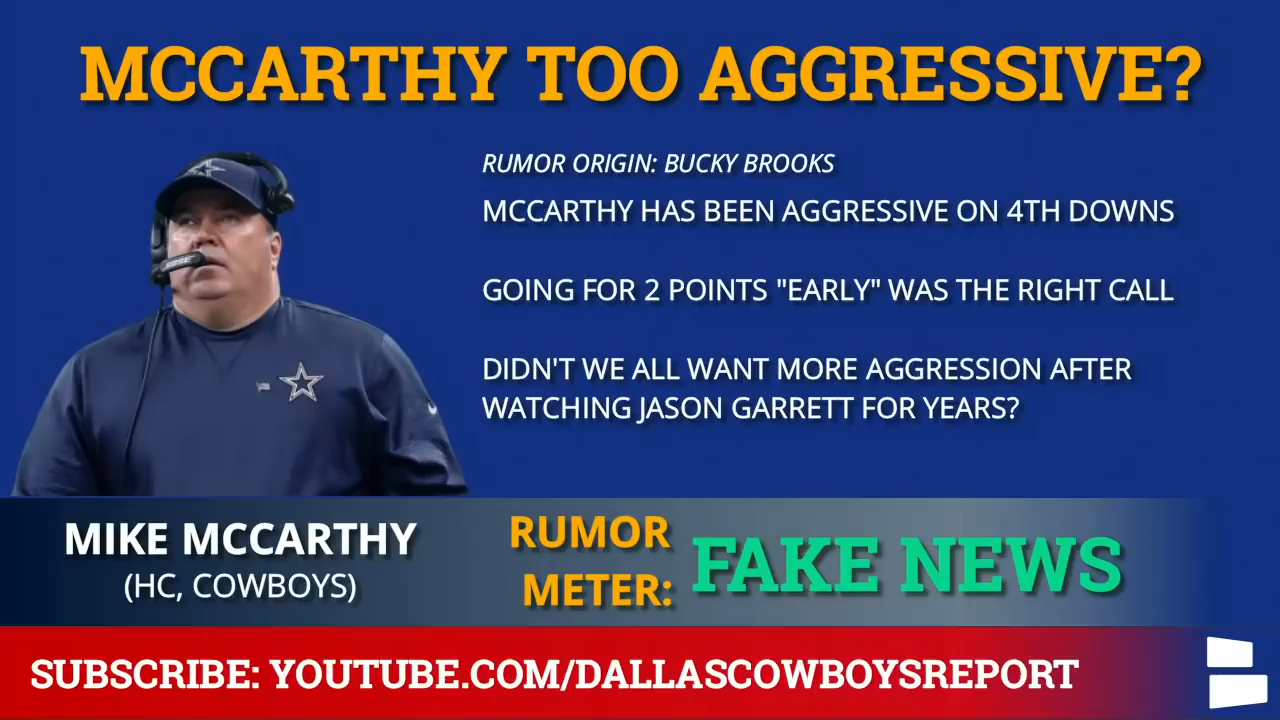 MCCARTHY TOO AGGRESSIVE?
RUMOR ORIGIN: BUCKY BROOKS
MCCARTHY HAS BEEN AGGRESSIVE ON 4TH DOWNS
GOING FOR 2 POINTS "EARLY" WAS THE RIGHT CALL
DIDN'T WE ALL WANT MORE AGGRESSION AFTER
WATCHING JASON GARRETT FOR YEARS?
BOSE
MIKE MCCARTHY
(HC, COWBOYS)
RUMOR
METER:
FAKE NEWS
SUBSCRIBE: YOUTUBE.COM/DALLASCOWBOYSREPORT